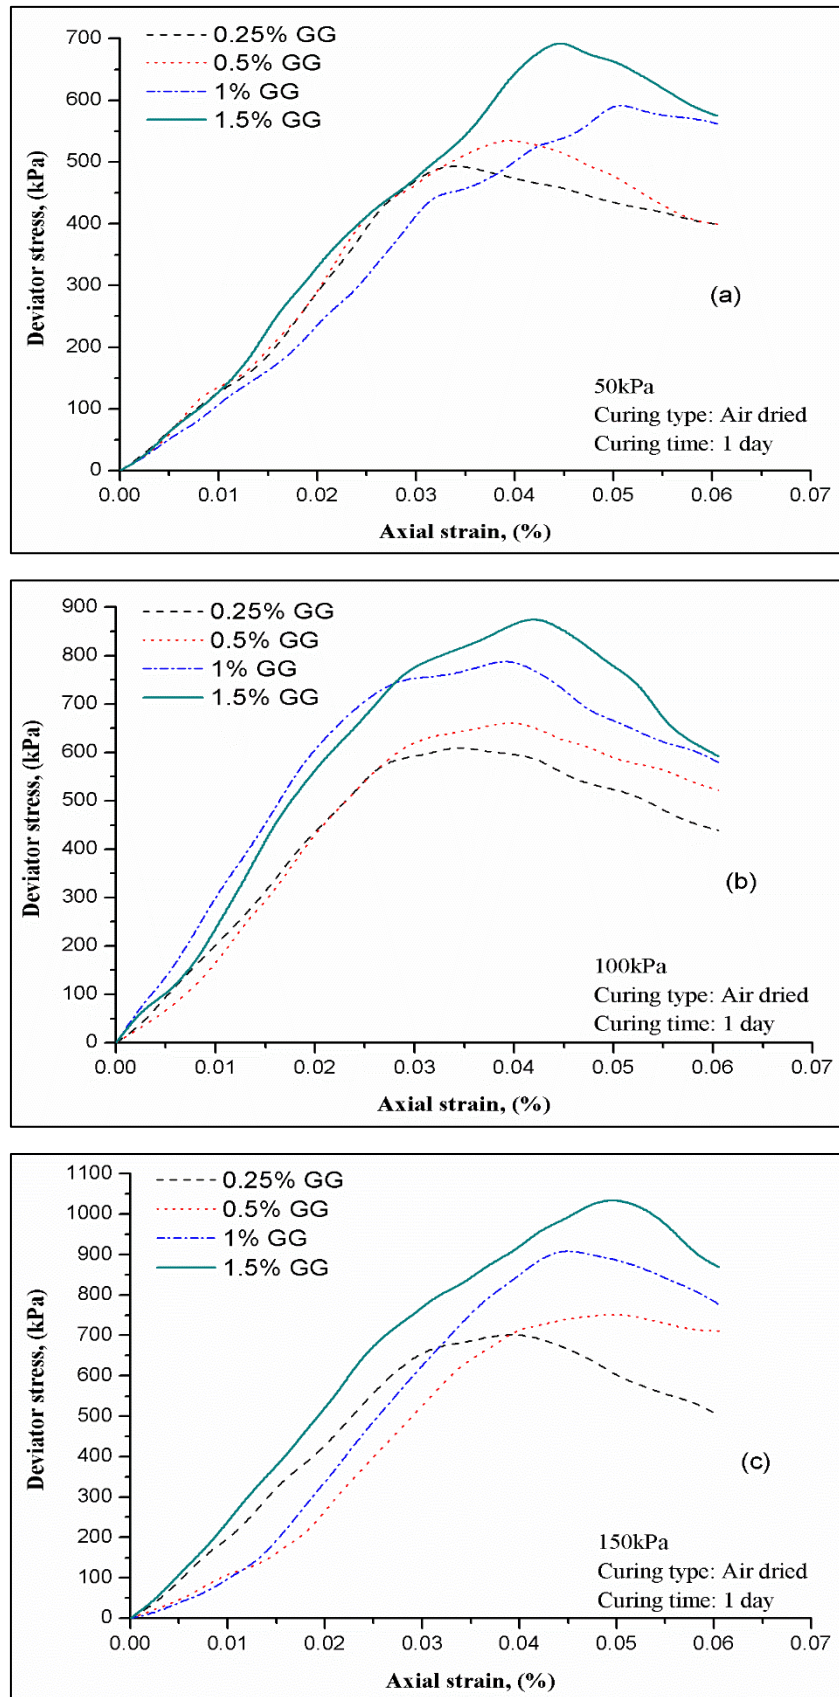 0.25% GG
0.5% GG
1% GG
1.5% GG
700
600
500
400
300
200
100
0
Deviator stress, (kPa)
(a)
50kPa
Curing type: Air dried
Curing time: 1 day
0.00 0.01 0.02 0.03 0.04 0.05 0.06 0.07
Axial strain, (%)
0.25% GG
0.5% GG
1% GG
1.5% GG
900
800
700
600
500
400
300
200
100
0
Deviator stress, (kPa)
(b)
100kPa
Curing type: Air dried
Curing time: 1 day
0.00 0.01 0.02 0.03 0.04 0.05 0.06 0.07
Axial strain, (%)
0.25% GG
0.5% GG
1% GG
1.5% GG
1100
1000
900
800
700
600
500
400
300
200
100
0
Deviator stress, (kPa)
(c)
150kPa
Curing type: Air dried
Curing time: 1 day
0.00 0.01 0.02 0.03 0.04 0.05 0.06 0.07
Axial strain, (%)